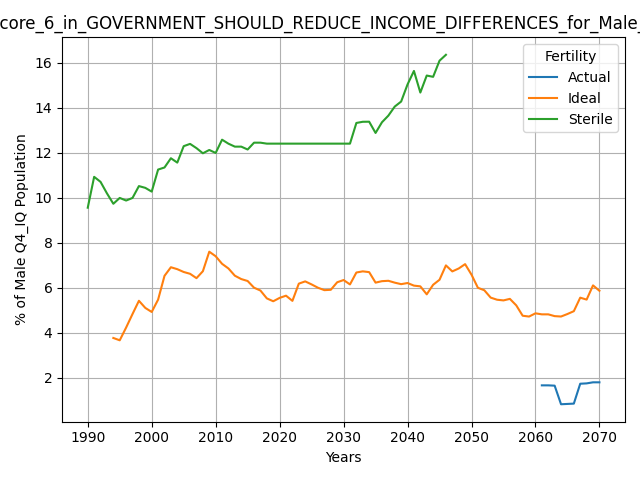 core_6_in_GOVERNMENT_SHOULD_REDUCE_INCOME_DIFFERENCES_for_Male_
Fertility
Actual
Ideal
Sterile
% of Male Q4_IQ Population
16
14
12
10
8
6
4
2
1990 2000 2010 2020 2030 2040 2050 2060 2070
Years